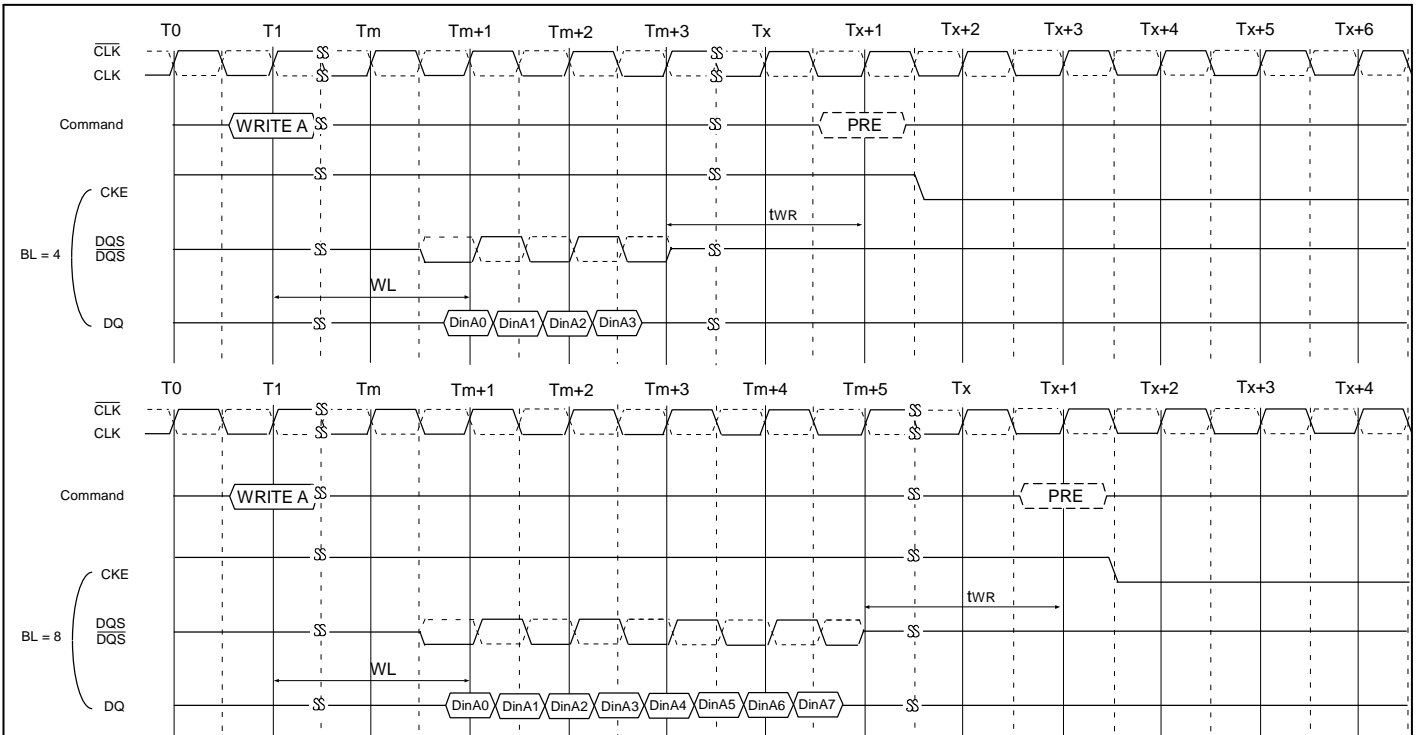 T0 T1 Tm Tm+1 Tm+2 Tm+3 Tx Tx+1 Tx+2 Tx+3 Tx+4 Tx+5 Tx+6
CLK
CLK
Command WRITE A PRE
CKE
tWR
DQS
BL = 4
DQS
WL
DQ DinA0 DinA1 DinA2 DinA3
T0 T1 Tm Tm+1 Tm+2 Tm+3 Tm+4 Tm+5 Tx Tx+1 Tx+2 Tx+3 Tx+4
CLK
CLK
Command WRITE A PRE
CKE
tWR
DQS
BL = 8
DQS
WL
DQ DinA0 DinA1 DinA2 DinA3 DinA4 DinA5 DinA6 DinA7